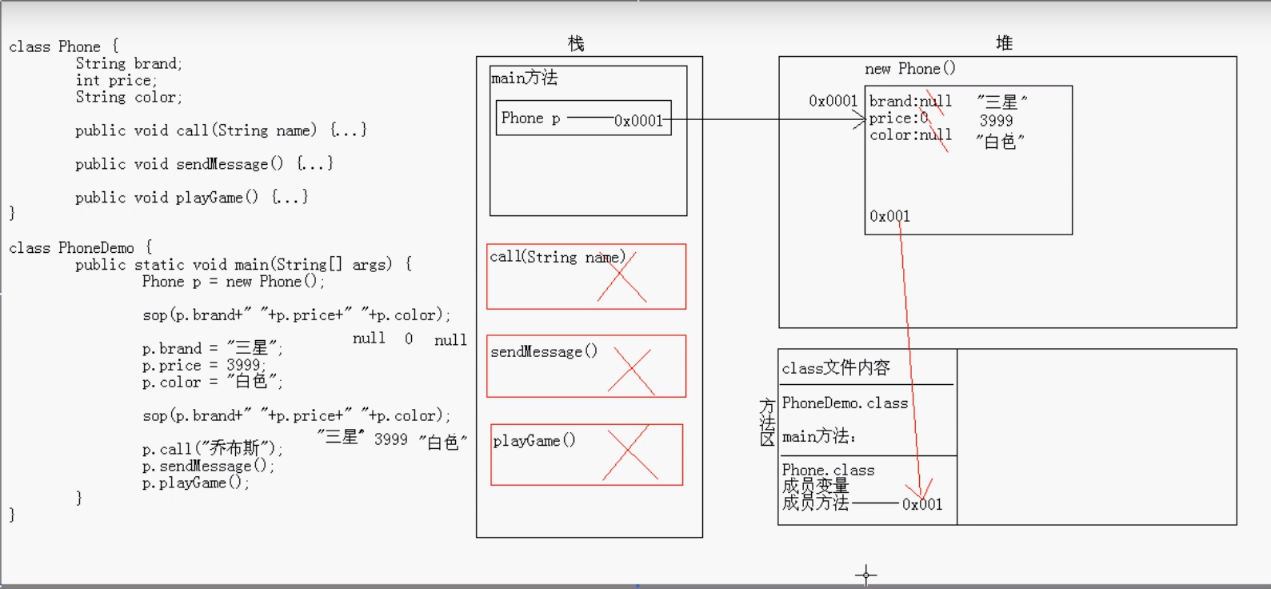 class Phone {
String brand;
int price;
String color;
public void call(String name) {...}
public void sendMessage() {...}
public void playGame() {...}
}
class PhoneDemo {
public static void main(String[] args) {
Phone p = new Phone();
sop(p.brand+" "+p.price+" "+p.color);
null 0 null
p.brand = "三星";
p.price = 3999;
p.color = "白色";
sop(p.brand+" "+p.price+" "+p.color);
"三星" 3999 "白色"
p.call("乔布斯");
p.sendMessage();
p.playGame();
}
}
栈
main方法
Phone p 0x0001
call(String name)
sendMessage()
playGame()
堆
new Phone()
0x0001
brand:null "三星"
price:0 3999
color:null "白色"
0x001
方法区
class文件内容
PhoneDemo.class
main方法:
Phone.class
成员变量
成员方法 0x001